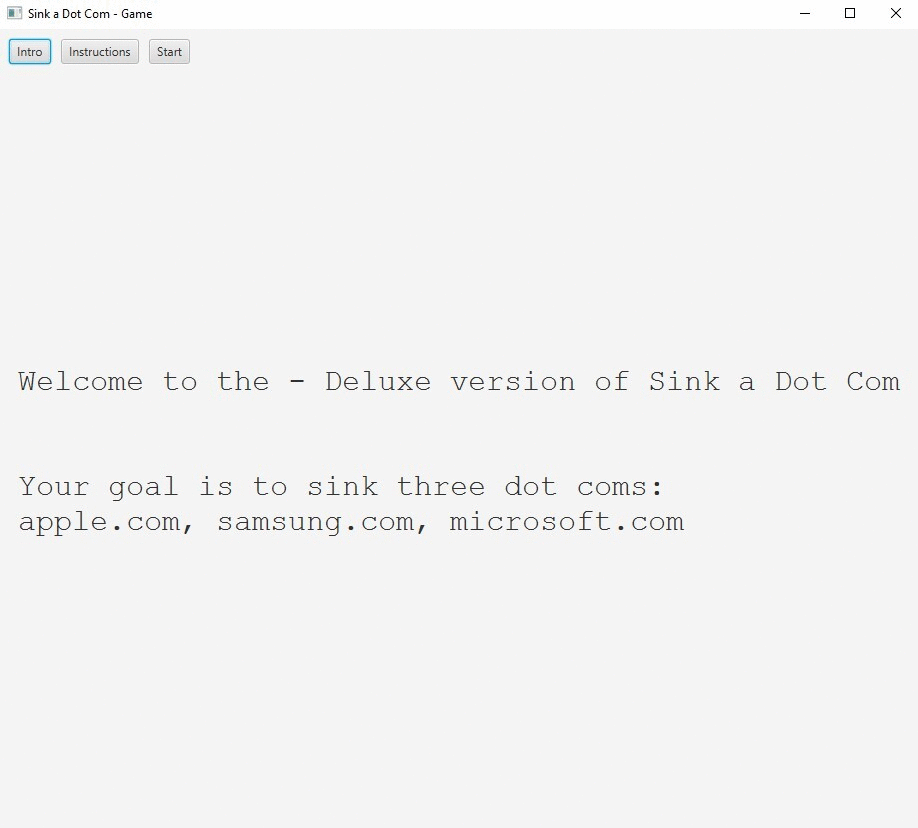 Sink a Dot Com - Game
Intro Instructions Start
Welcome to the - Deluxe version of Sink a Dot Com
Your goal is to sink three dot coms:
apple.com, samsung.com, microsoft.com